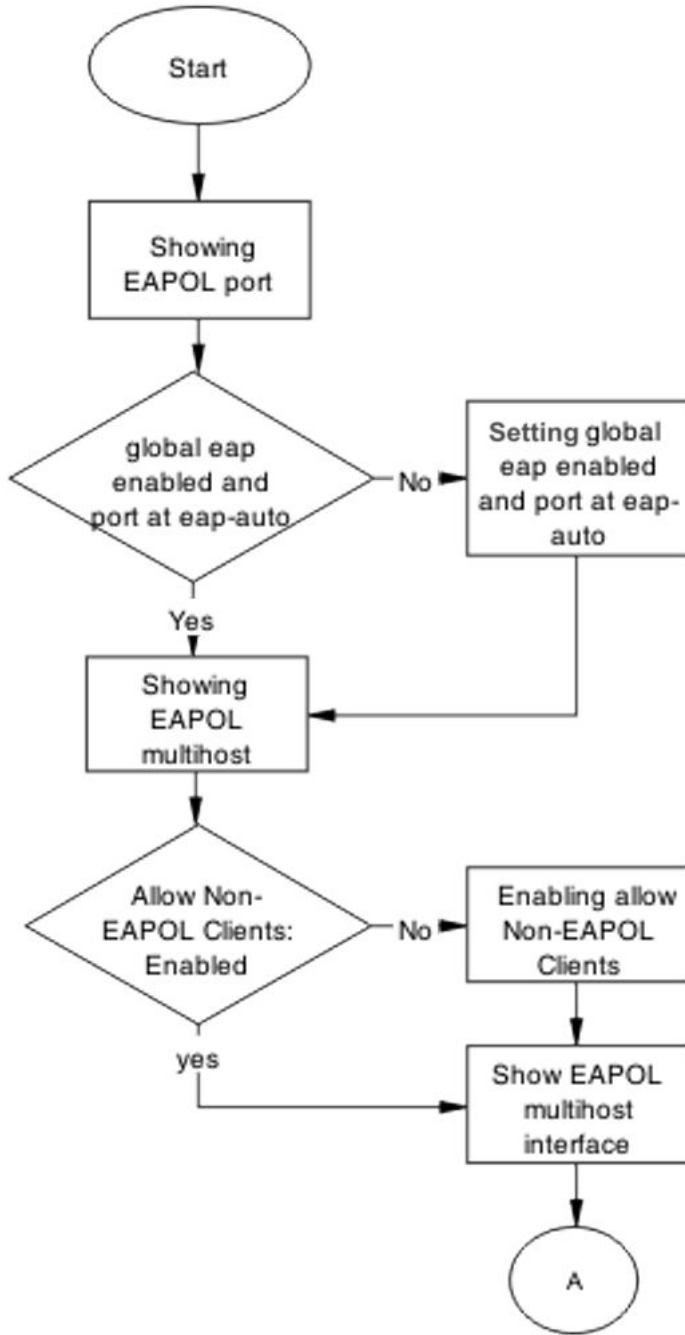 Start
Showing
EAPOL port
global eap
enabled and
port at eap-auto
No
Setting global
eap enabled
and port at eap-
auto
Yes
Showing
EAPOL
multihost
Allow Non-
EAPOL Clients:
Enabled
No
Enabling allow
Non-EAPOL
Clients
yes
Show EAPOL
multihost
interface
A